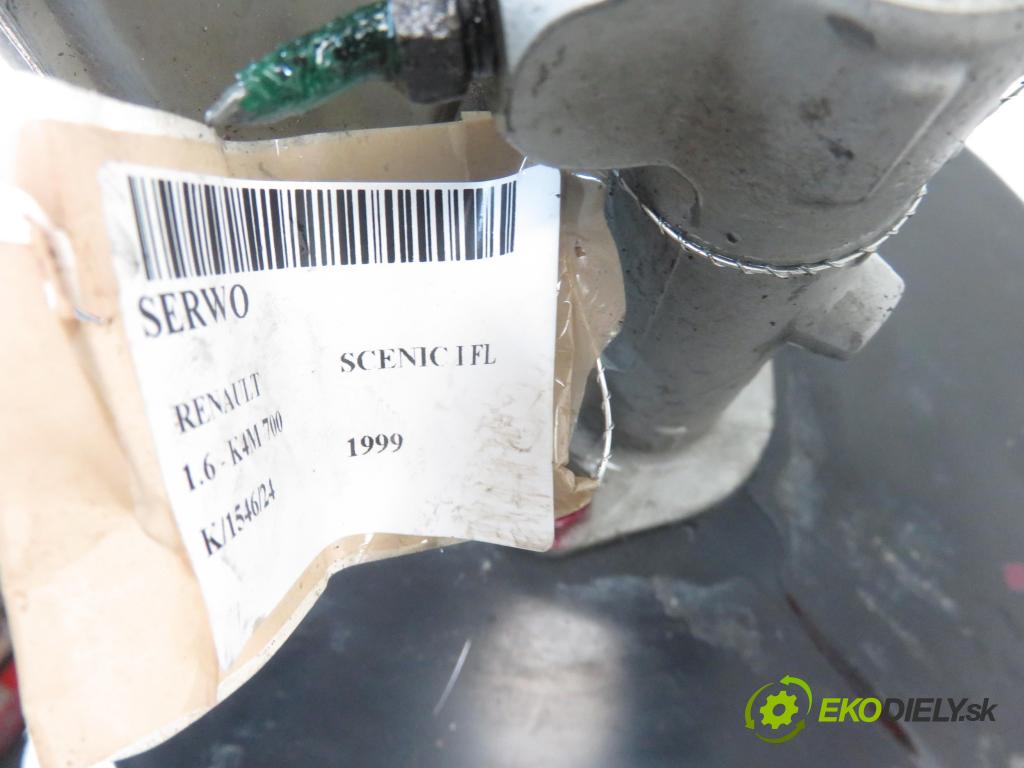 SERWO
RENAULT SCENIC I FL
1.6 - K4M 700 1999
K/1546/24
EKODIELY.sk